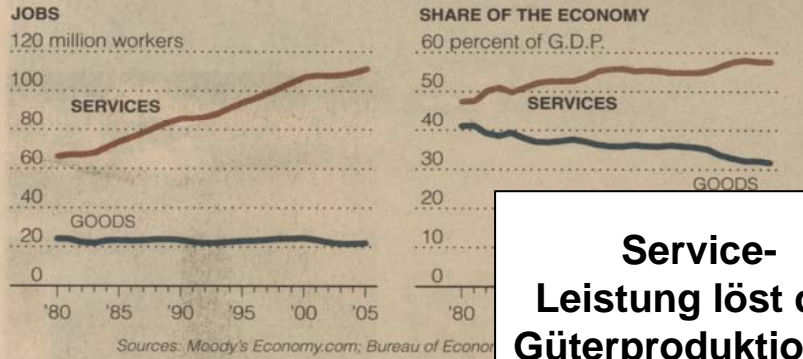 JOBS
120 million workers
100
SERVICES
80
60
40
GOODS
20
0
'80 '85 '90 '95 '00 '05
SHARE OF THE ECONOMY
60 percent of G.D.P.
50
SERVICES
40
30
GOODS
20
10
0
'80
Sources: Moody's Economy.com; Bureau of
Service-
Leistung löst
Güterproduktion